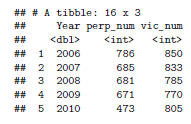 ## # A tibble: 16 x 3
## Year perp_num vic_num
## <dbl> <int> <int>
## 1 2006 786 850
## 2 2007 685 833
## 3 2008 681 785
## 4 2009 671 770
## 5 2010 473 805